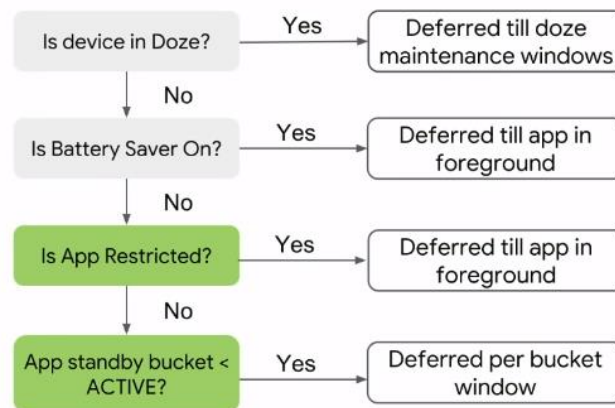 Is device in Doze?
Yes
Deferred till doze
maintenance windows
No
Is Battery Saver On?
Yes
Deferred till app in
foreground
No
Is App Restricted?
Yes
Deferred till app in
foreground
No
App standby bucket <
ACTIVE?
Yes
Deferred per bucket
window